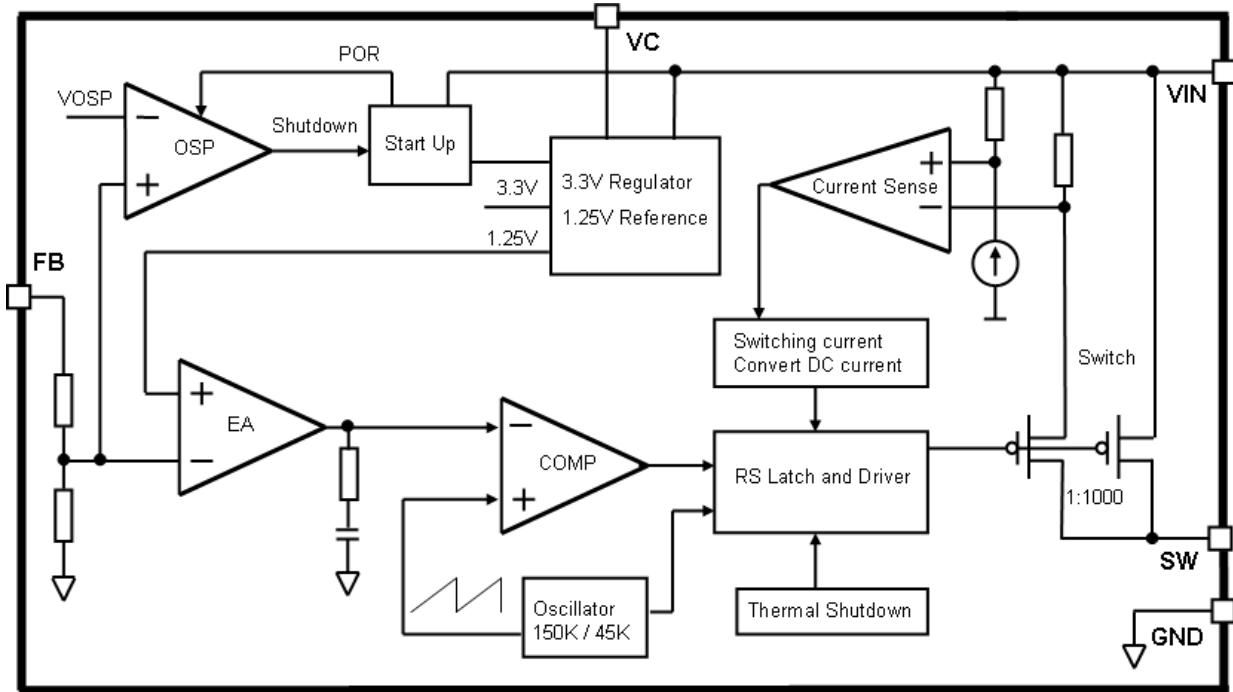 VC
POR
VIN
VOSP
−
OSP
+
Shutdown
Start Up
3.3V
3.3V Regulator
1.25V Reference
1.25V
+
Current Sense
−
FB
Switching current
Convert DC current
Switch
+
EA
−
−
COMP
+
RS Latch and Driver
1:1000
SW
Oscillator
150K / 45K
Thermal Shutdown
GND